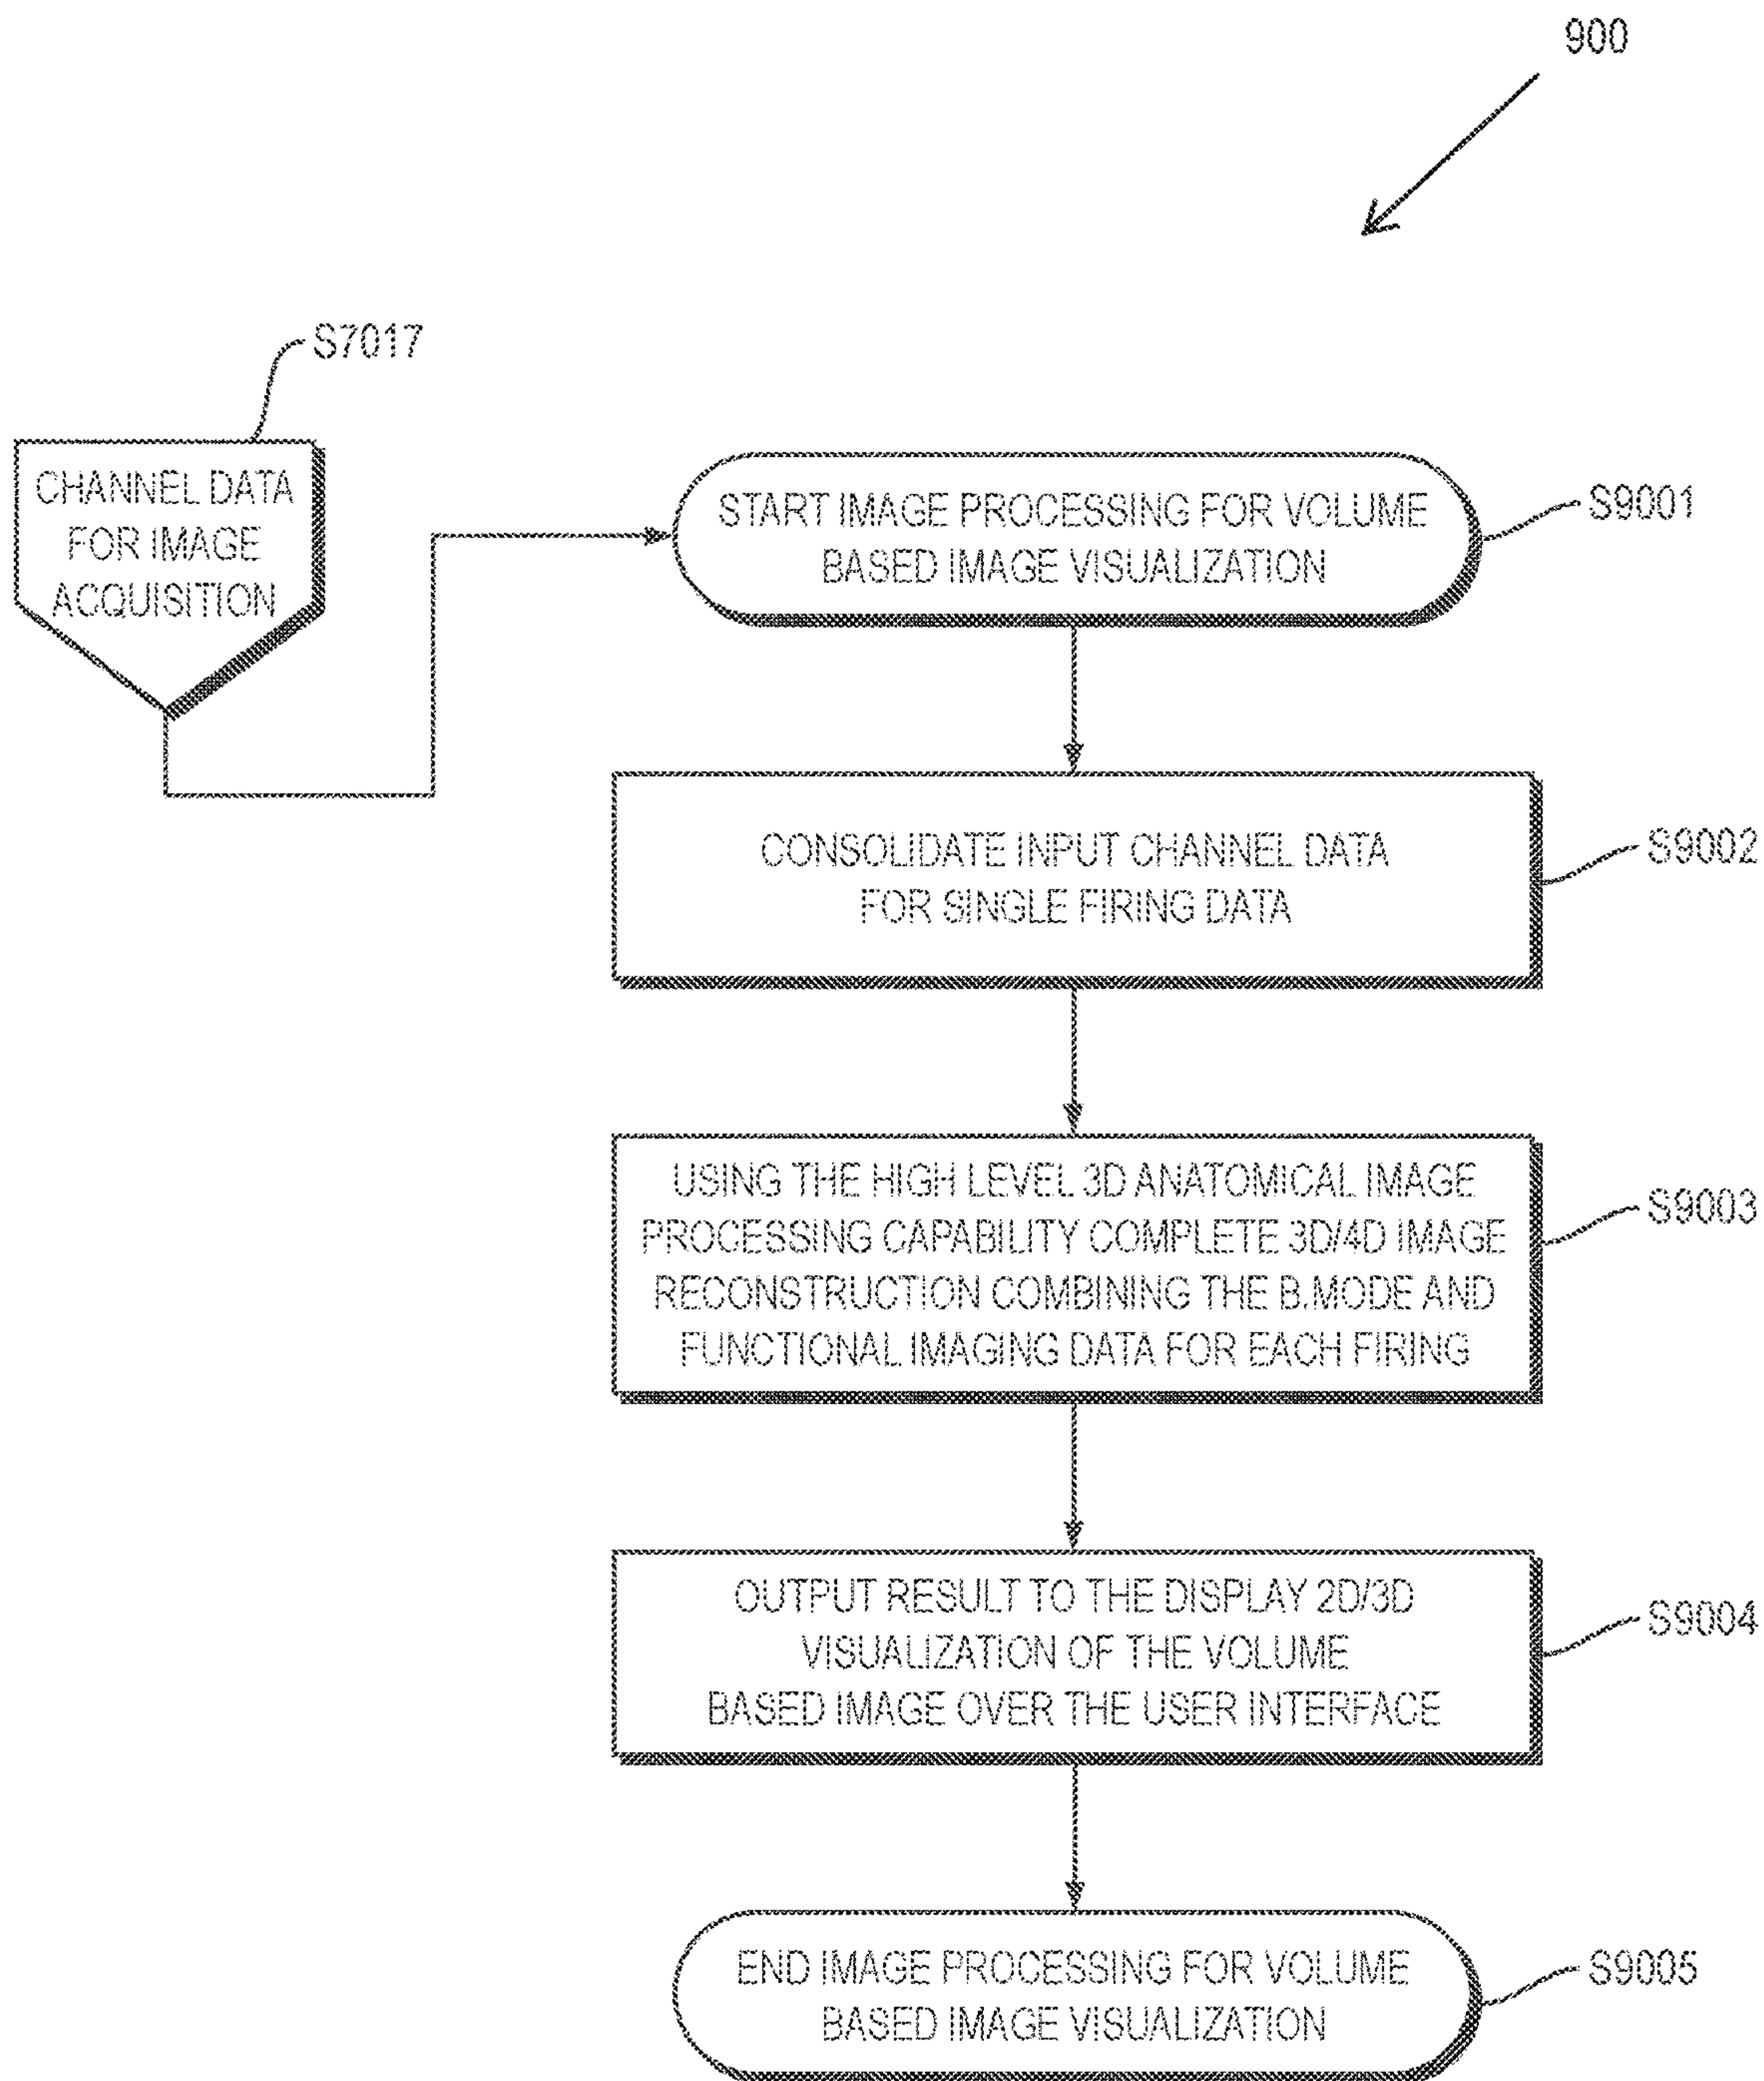 900
S7017
CHANNEL DATA
FOR IMAGE
ACQUISITION
START IMAGE PROCESSING FOR VOLUME
BASED IMAGE VISUALIZATION
S9001
CONSOLIDATE INPUT CHANNEL DATA
FOR SINGLE FIRING DATA
S9002
USING THE HIGH LEVEL 3D ANATOMICAL IMAGE
PROCESSING CAPABILITY COMPLETE 3D/4D IMAGE
RECONSTRUCTION COMBINING THE B.MODE AND
FUNCTIONAL IMAGING DATA FOR EACH FIRING
S9003
OUTPUT RESULT TO THE DISPLAY 2D/3D
VISUALIZATION OF THE VOLUME
BASED IMAGE OVER THE USER INTERFACE
S9004
END IMAGE PROCESSING FOR VOLUME
BASED IMAGE VISUALIZATION
S9005